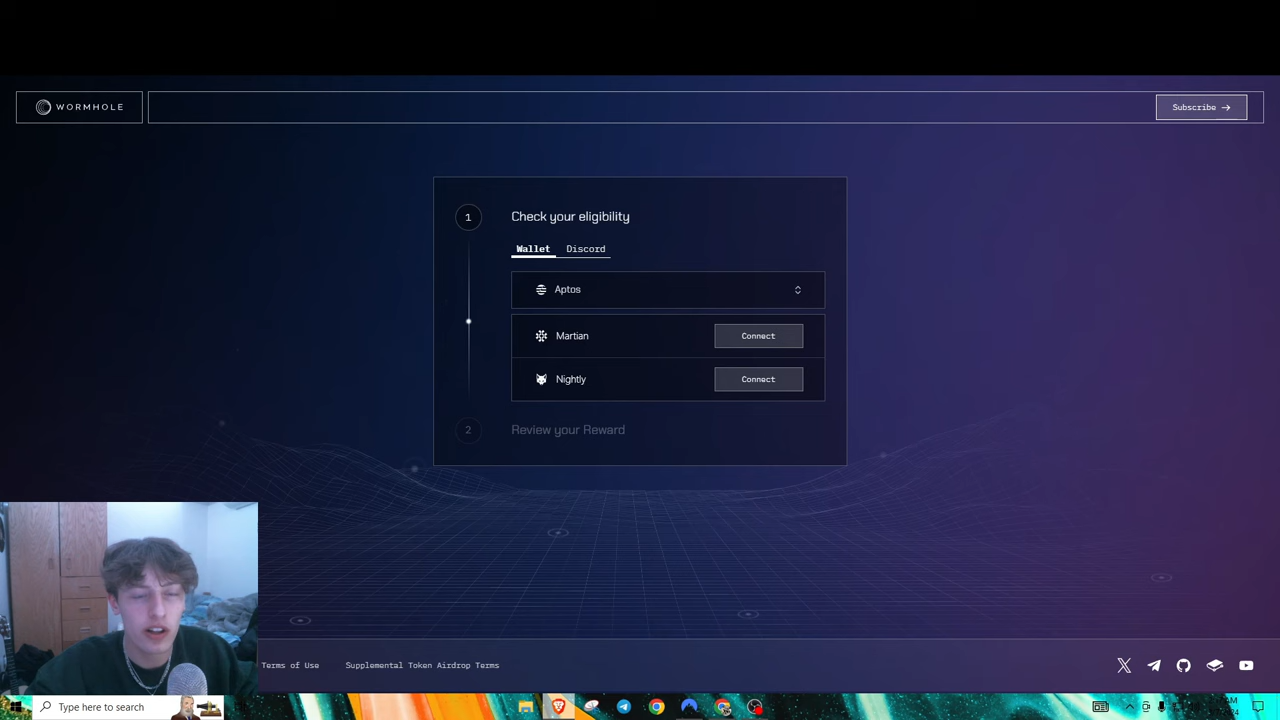 WORMHOLE
Subscribe →
1
Check your eligibility
Wallet Discord
Aptos
Martian Connect
Nightly Connect
2
Review your Reward
Terms of Use Supplemental Token Airdrop Terms
Type here to search